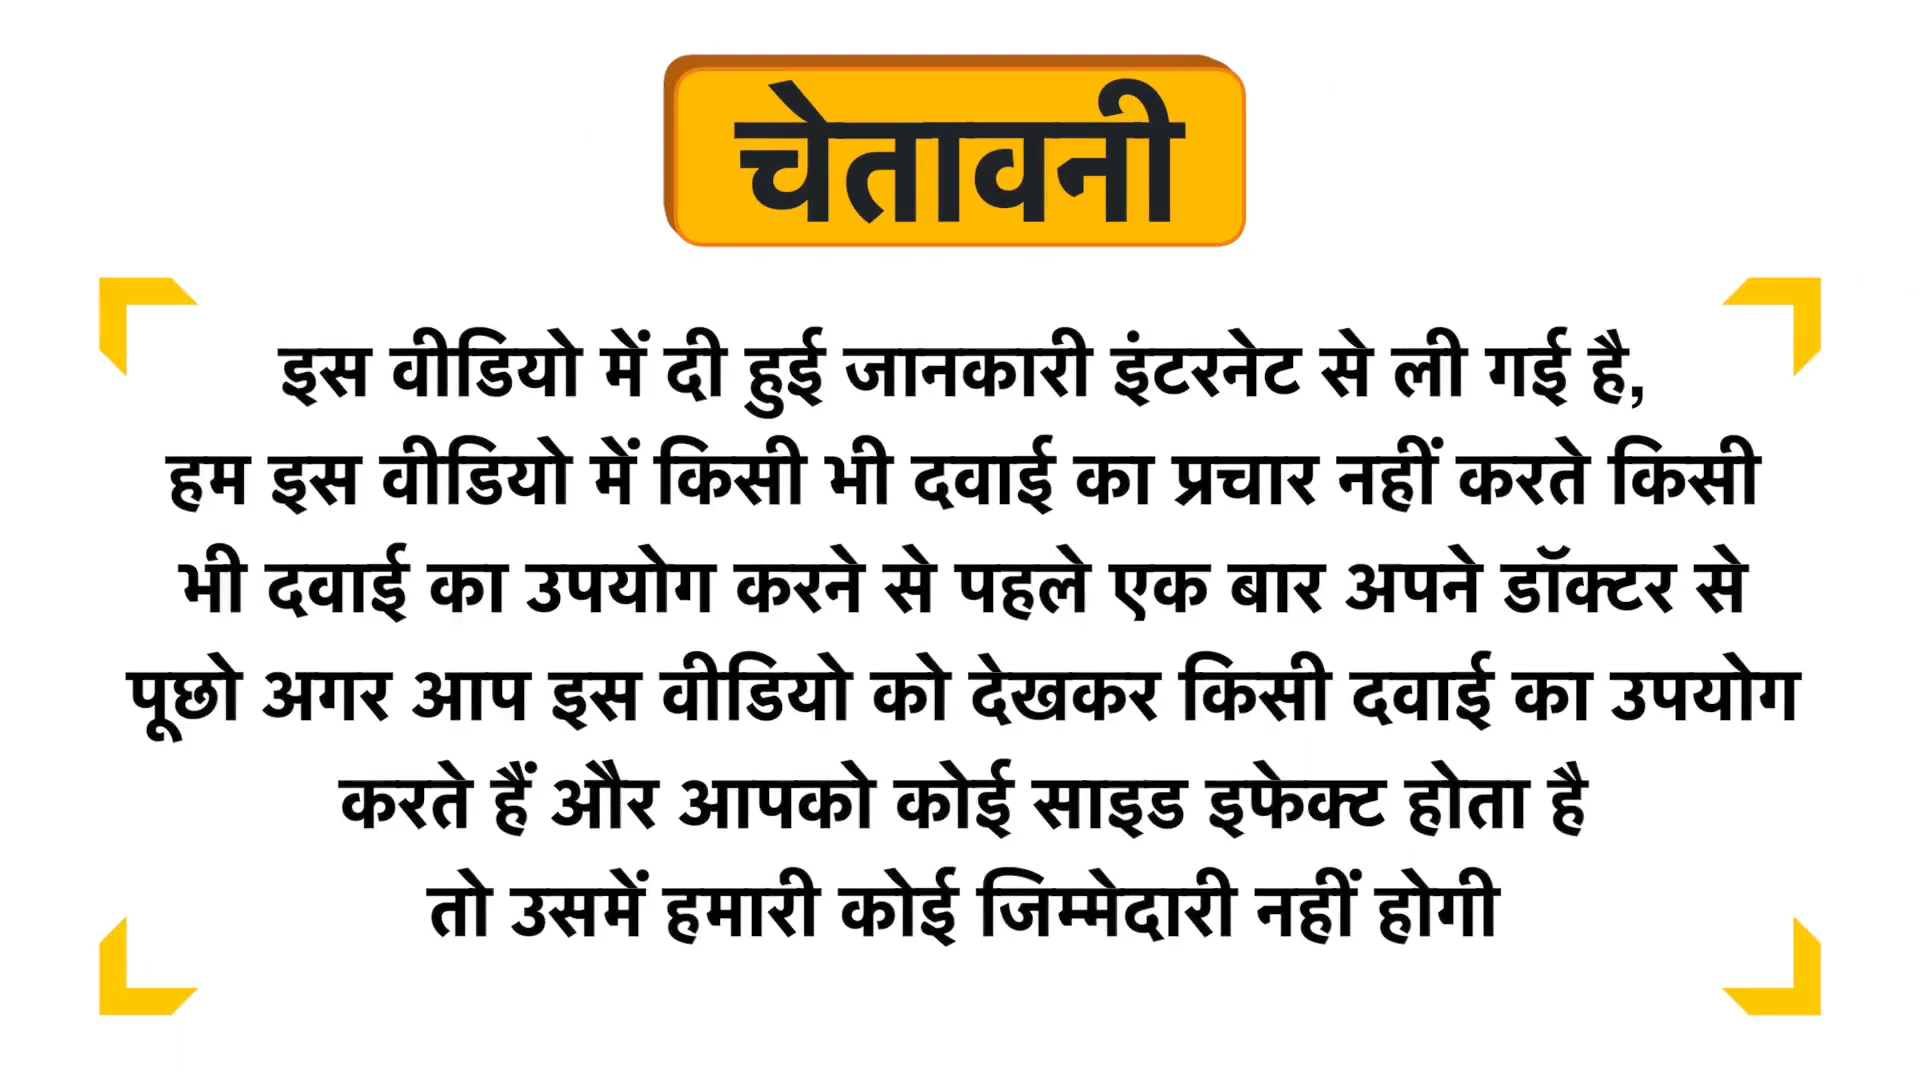 चेतावनी
इस वीडियो में दी हुई जानकारी इंटरनेट से ली गई है,
हम इस वीडियो में किसी भी दवाई का प्रचार नहीं करते किसी
भी दवाई का उपयोग करने से पहले एक बार अपने डॉक्टर से
पूछो अगर आप इस वीडियो को देखकर किसी दवाई का उपयोग
करते हैं और आपको कोई साइड इफेक्ट होता है
तो उसमें हमारी कोई जिम्मेदारी नहीं होगी